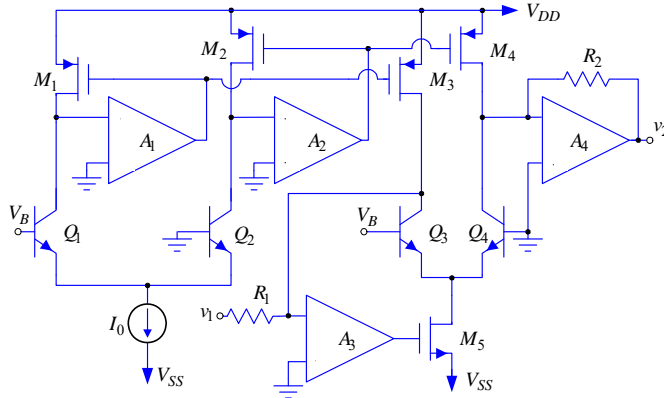 V_DD
M_2
M_4
R_2
M_1
M_3
A_1
A_2
A_4
v_2
V_B
Q_1
Q_2
V_B
Q_3
Q_4
v_1
R_1
I_0
A_3
M_5
V_SS
V_SS